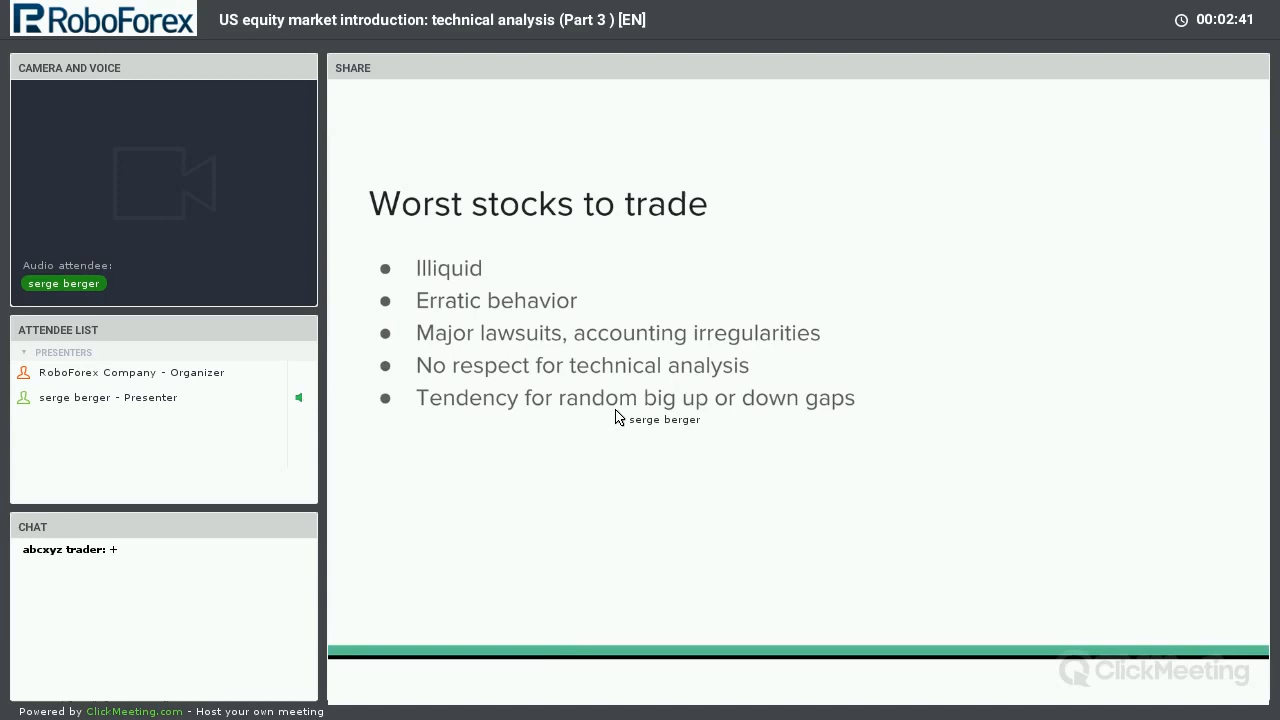 RoboForex
US equity market introduction: technical analysis (Part 3 ) [EN]
00:02:41
CAMERA AND VOICE
Audio attendee:
serge berger
ATTENDEE LIST
PRESENTERS
RoboForex Company - Organizer
serge berger - Presenter
CHAT
abcxyz trader: +
SHARE
Worst stocks to trade
● Illiquid
● Erratic behavior
● Major lawsuits, accounting irregularities
● No respect for technical analysis
● Tendency for random big up or down gaps
serge berger
ClickMeeting
Powered by ClickMeeting.com - Host your own meeting